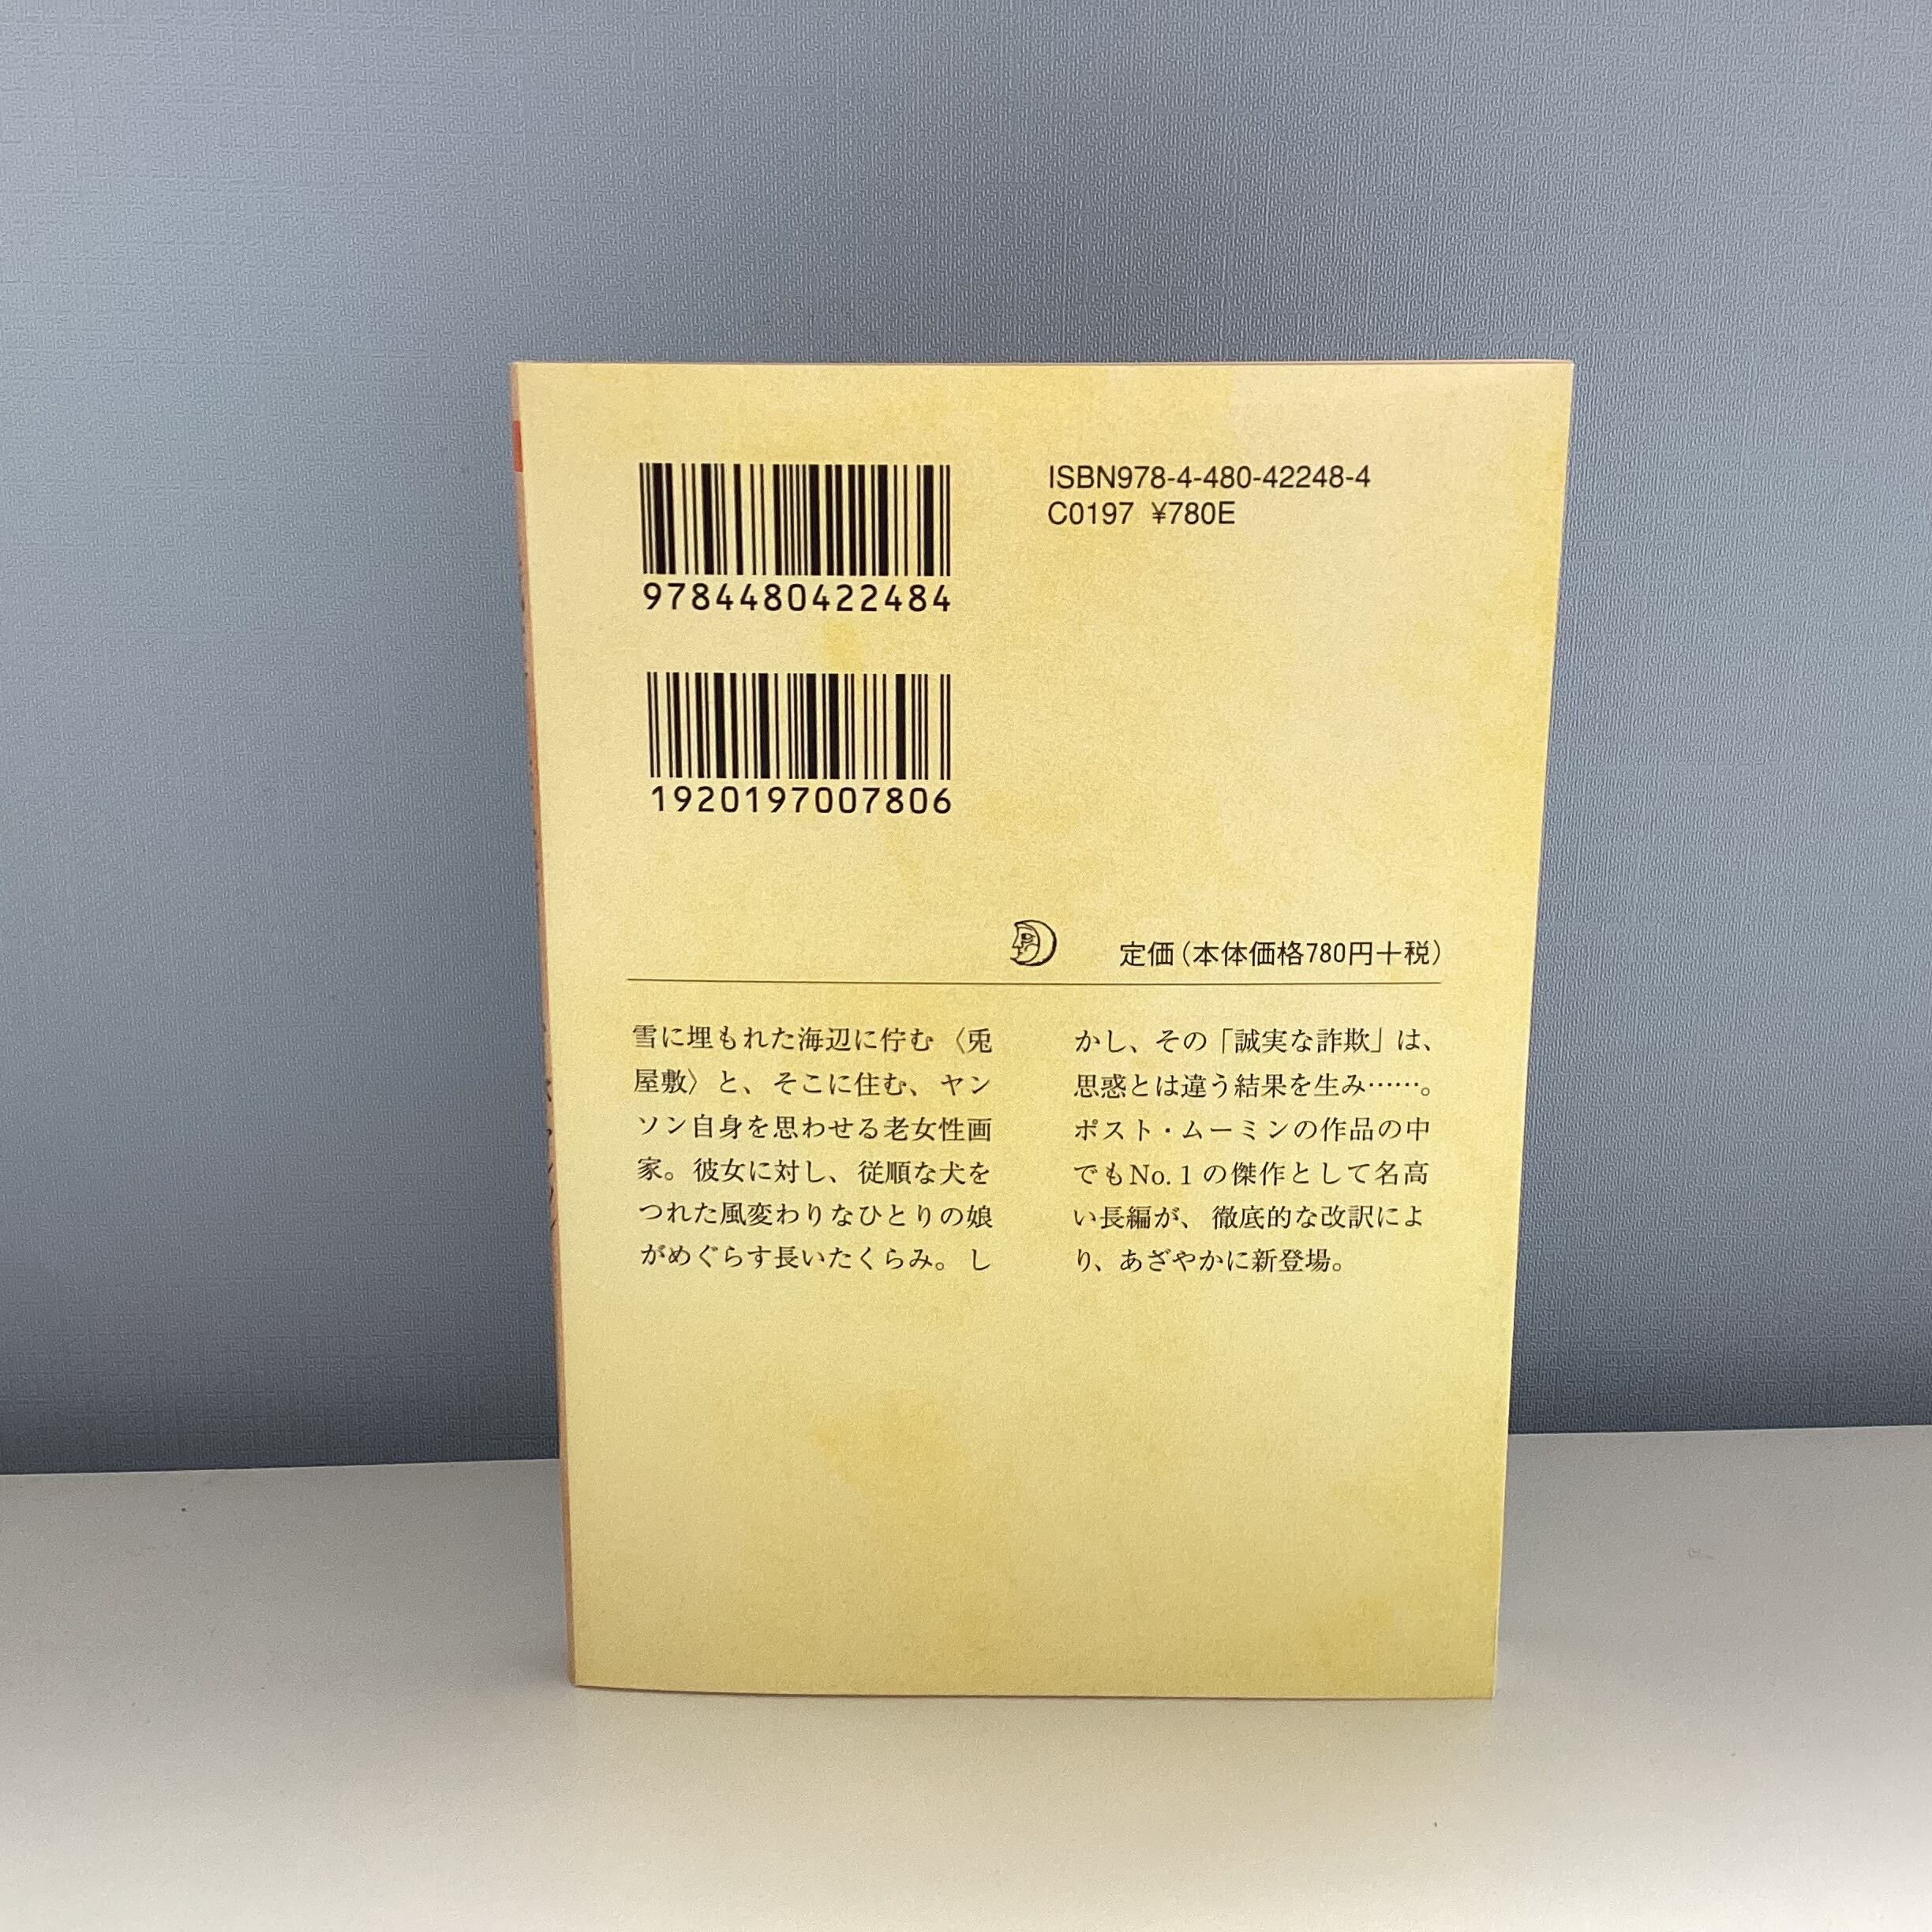 9784480422484
ISBN978-4-480-42248-4
C0197 ¥780E
1920197007806
定価(本体価格780円+税)
雪に埋もれた海辺に佇む〈兎
屋敷〉と、そこに住む、ヤン
ソン自身を思わせる老女性画
家。彼女に対し、従順な犬を
つれた風変わりなひとりの娘
がめぐらす長いたくらみ。し
かし、その「誠実な詐欺」は、
思惑とは違う結果を生み……。
ポスト・ムーミンの作品の中
でもNo.1の傑作として名高
い長編が、徹底的な改訳によ
り、あざやかに新登場。